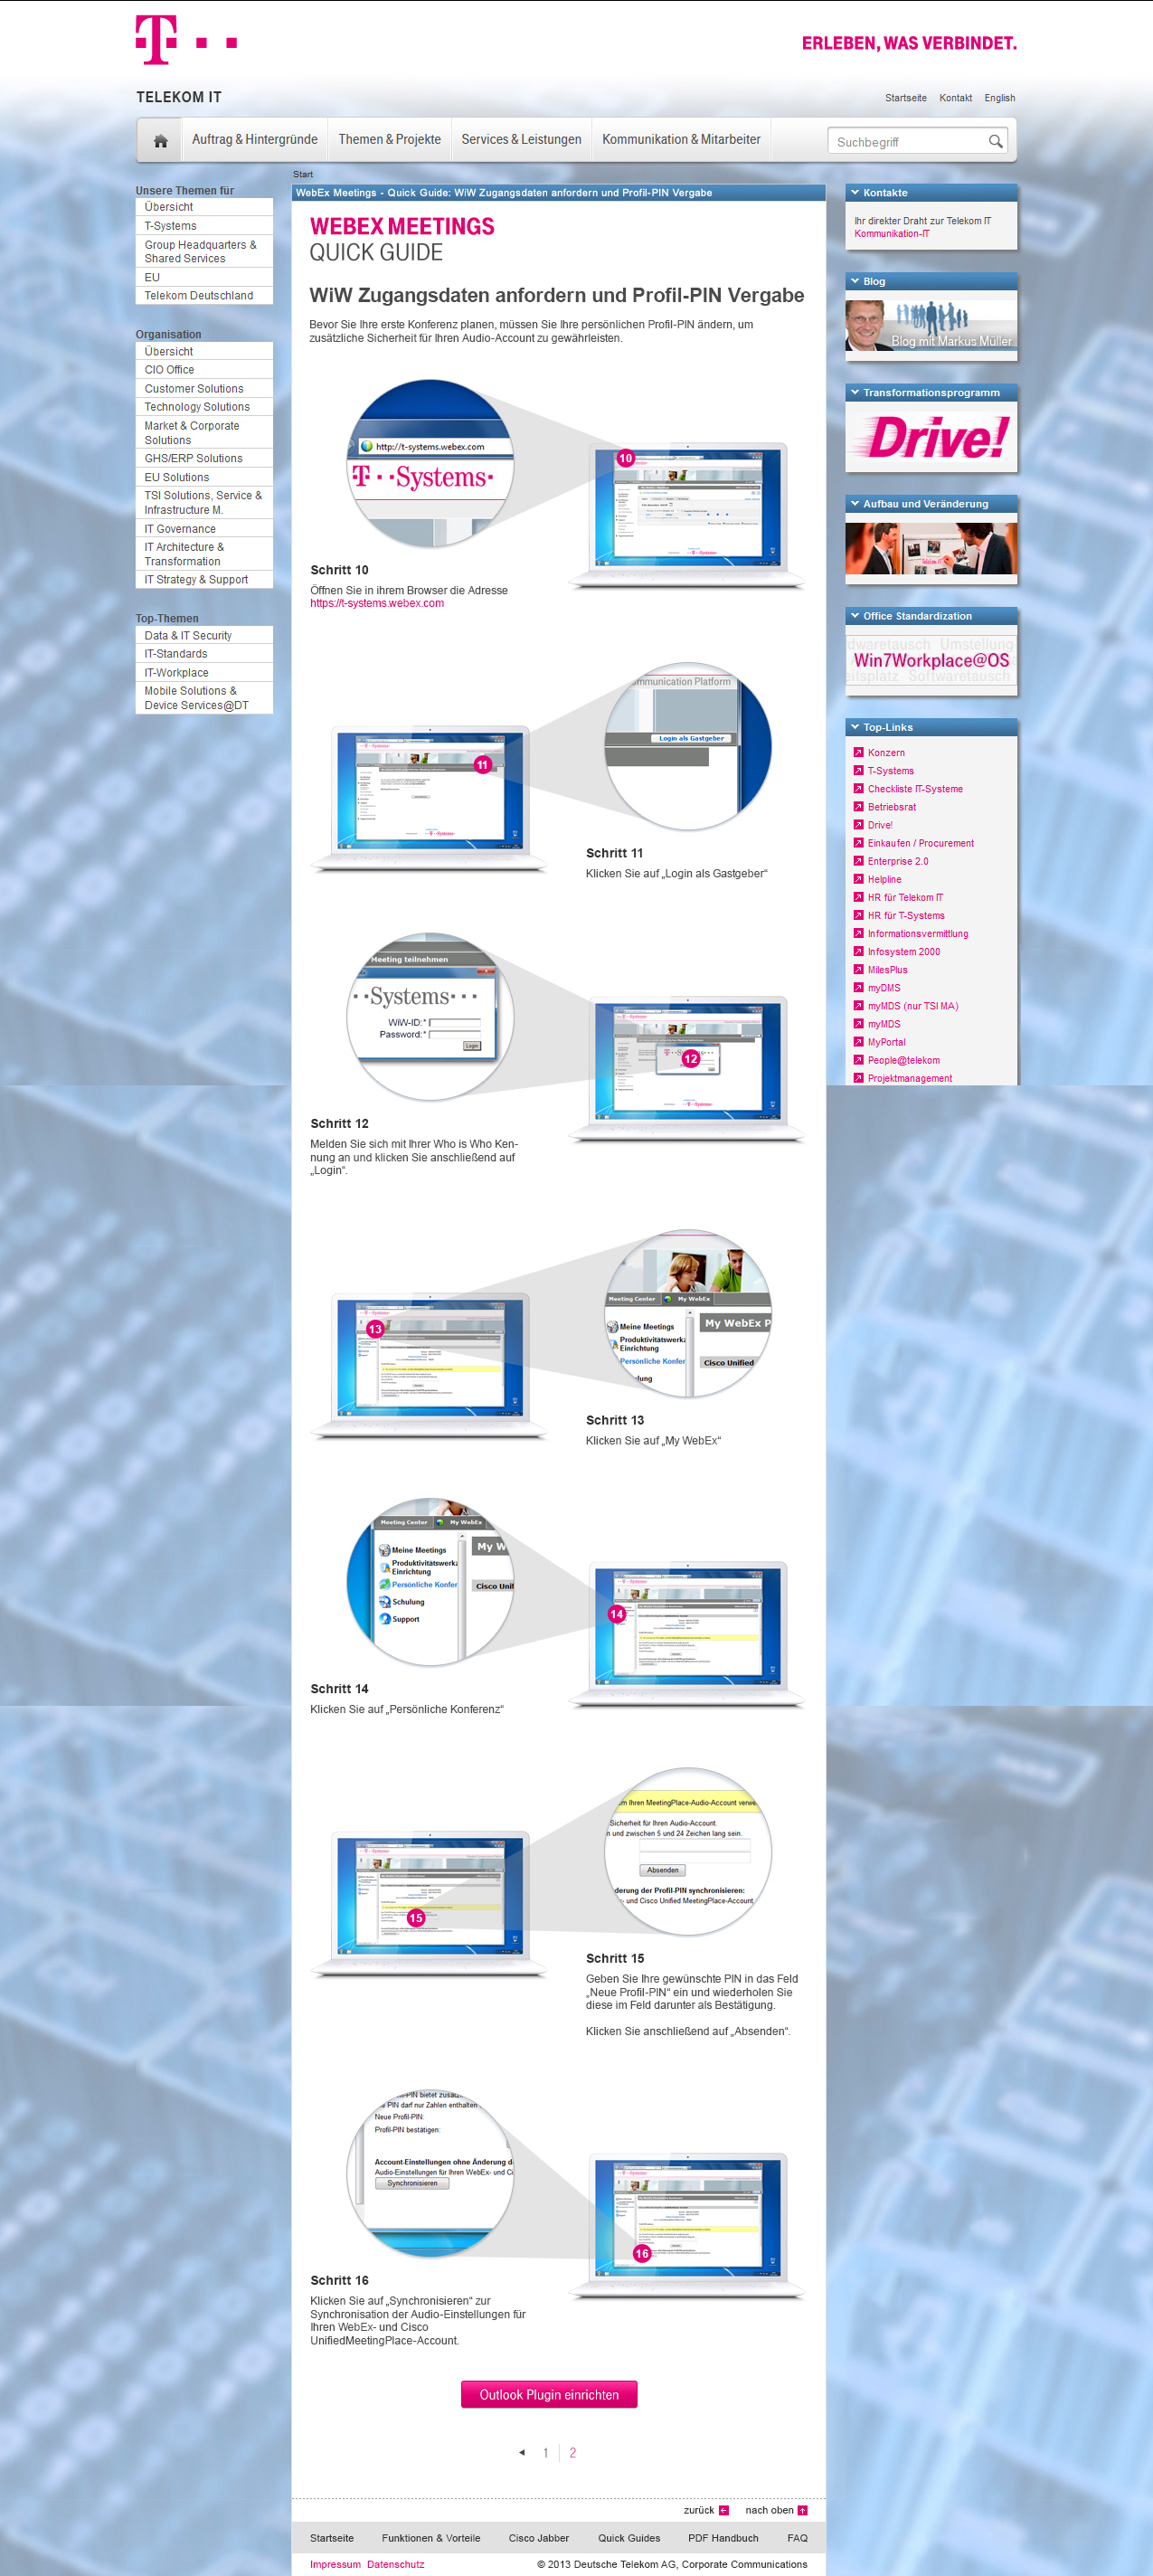 T
ERLEBEN, WAS VERBINDET.
TELEKOM IT
Startseite Kontakt English
Auftrag & Hintergründe Themen & Projekte Services & Leistungen Kommunikation & Mitarbeiter Suchbegriff
Start
Unsere Themen für
Übersicht
T-Systems
Group Headquarters &
Shared Services
EU
Telekom Deutschland
Organisation
Übersicht
CIO Office
Customer Solutions
Technology Solutions
Market & Corporate
Solutions
GHS/ERP Solutions
EU Solutions
TSI Solutions, Service &
Infrastructure M.
IT Governance
IT Architecture &
Transformation
IT Strategy & Support
Top-Themen
Data & IT Security
IT-Standards
IT-Workplace
Mobile Solutions &
Device Services@DT
WebEx Meetings - Quick Guide: WiW Zugangsdaten anfordern und Profil-PIN Vergabe
WEBEX MEETINGS
QUICK GUIDE
WiW Zugangsdaten anfordern und Profil-PIN Vergabe
Bevor Sie Ihre erste Konferenz planen, müssen Sie Ihre persönlichen Profil-PIN ändern, um
zusätzliche Sicherheit für Ihren Audio-Account zu gewährleisten.
http://t-systems.webex.com
T··Systems···
10
Schritt 10
Öffnen Sie in ihrem Browser die Adresse
https://t-systems.webex.com
mmunication Platform
Login als Gastgeber
11
Schritt 11
Klicken Sie auf „Login als Gastgeber“
Meeting teilnehmen
··Systems···
WiW-ID:*
Password:*
Login
12
Schritt 12
Melden Sie sich mit Ihrer Who is Who Ken-
nung an und klicken Sie anschließend auf
„Login“.
Meeting Center My WebEx
Meine Meetings
My WebEx P
Produktivitätswerkz
Einrichtung
Persönliche Konfer
Cisco Unified
ulung
13
Schritt 13
Klicken Sie auf „My WebEx“
Meeting Center My WebEx
Meine Meetings
My W
Produktivitätswerkz
Einrichtung
Persönliche Konfer
Cisco Unif
Schulung
Support
14
Schritt 14
Klicken Sie auf „Persönliche Konferenz“
m Ihren MeetingPlace-Audio-Account verwe
Sicherheit für Ihren Audio-Account.
n und zwischen 5 und 24 Zeichen lang sein.
Absenden
derung der Profil-PIN synchronisieren:
- und Cisco Unified MeetingPlace-Account
15
Schritt 15
Geben Sie Ihre gewünschte PIN in das Feld
„Neue Profil-PIN“ ein und wiederholen Sie
diese im Feld darunter als Bestätigung.
Klicken Sie anschließend auf „Absenden“.
il-PIN bietet zusätz
e PIN darf nur Zahlen enthalten
Neue Profil-PIN:
Profil-PIN bestätigen:
Account-Einstellungen ohne Änderung d
Audio-Einstellungen für Ihren WebEx- und Ci
Synchronisieren
16
Schritt 16
Klicken Sie auf „Synchronisieren“ zur
Synchronisation der Audio-Einstellungen für
Ihren WebEx- und Cisco
UnifiedMeetingPlace-Account.
Outlook Plugin einrichten
1 2
zurück nach oben
Startseite Funktionen & Vorteile Cisco Jabber Quick Guides PDF Handbuch FAQ
Impressum Datenschutz © 2013 Deutsche Telekom AG, Corporate Communications
Kontakte
Ihr direkter Draht zur Telekom IT
Kommunikation-IT
Blog
Blog mit Markus Müller
Transformationsprogramm
Drive!
Aufbau und Veränderung
Office Standardization
dwaretausch Umstellung
Win7Workplace@OS
eitsplatz Softwaretausch
Top-Links
Konzern
T-Systems
Checkliste IT-Systeme
Betriebsrat
Drive!
Einkaufen / Procurement
Enterprise 2.0
Helpline
HR für Telekom IT
HR für T-Systems
Informationsvermittlung
Infosystem 2000
MilesPlus
myDMS
myMDS (nur TSI MA)
myMDS
MyPortal
People@telekom
Projektmanagement